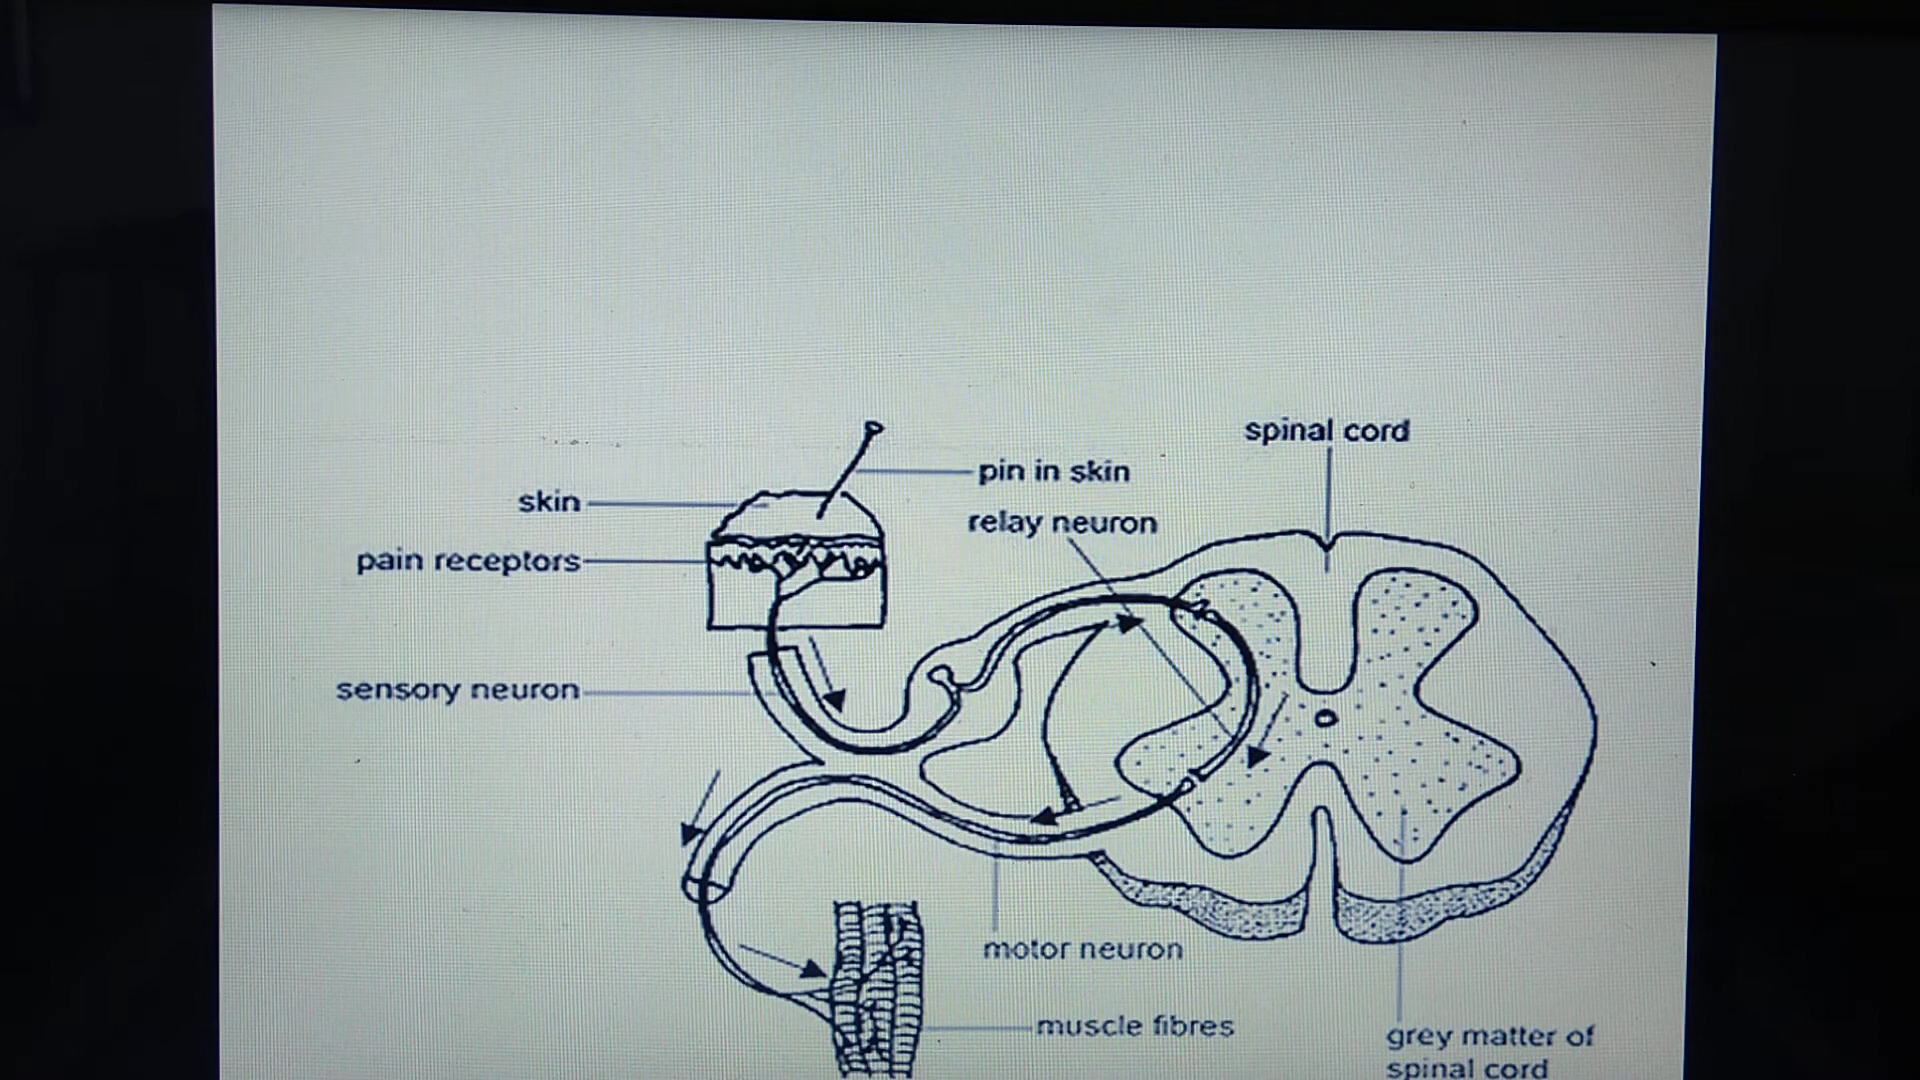 spinal cord
pin in skin
skin
relay neuron
pain receptors
sensory neuron
motor neuron
muscle fibres
grey matter of
spinal cord